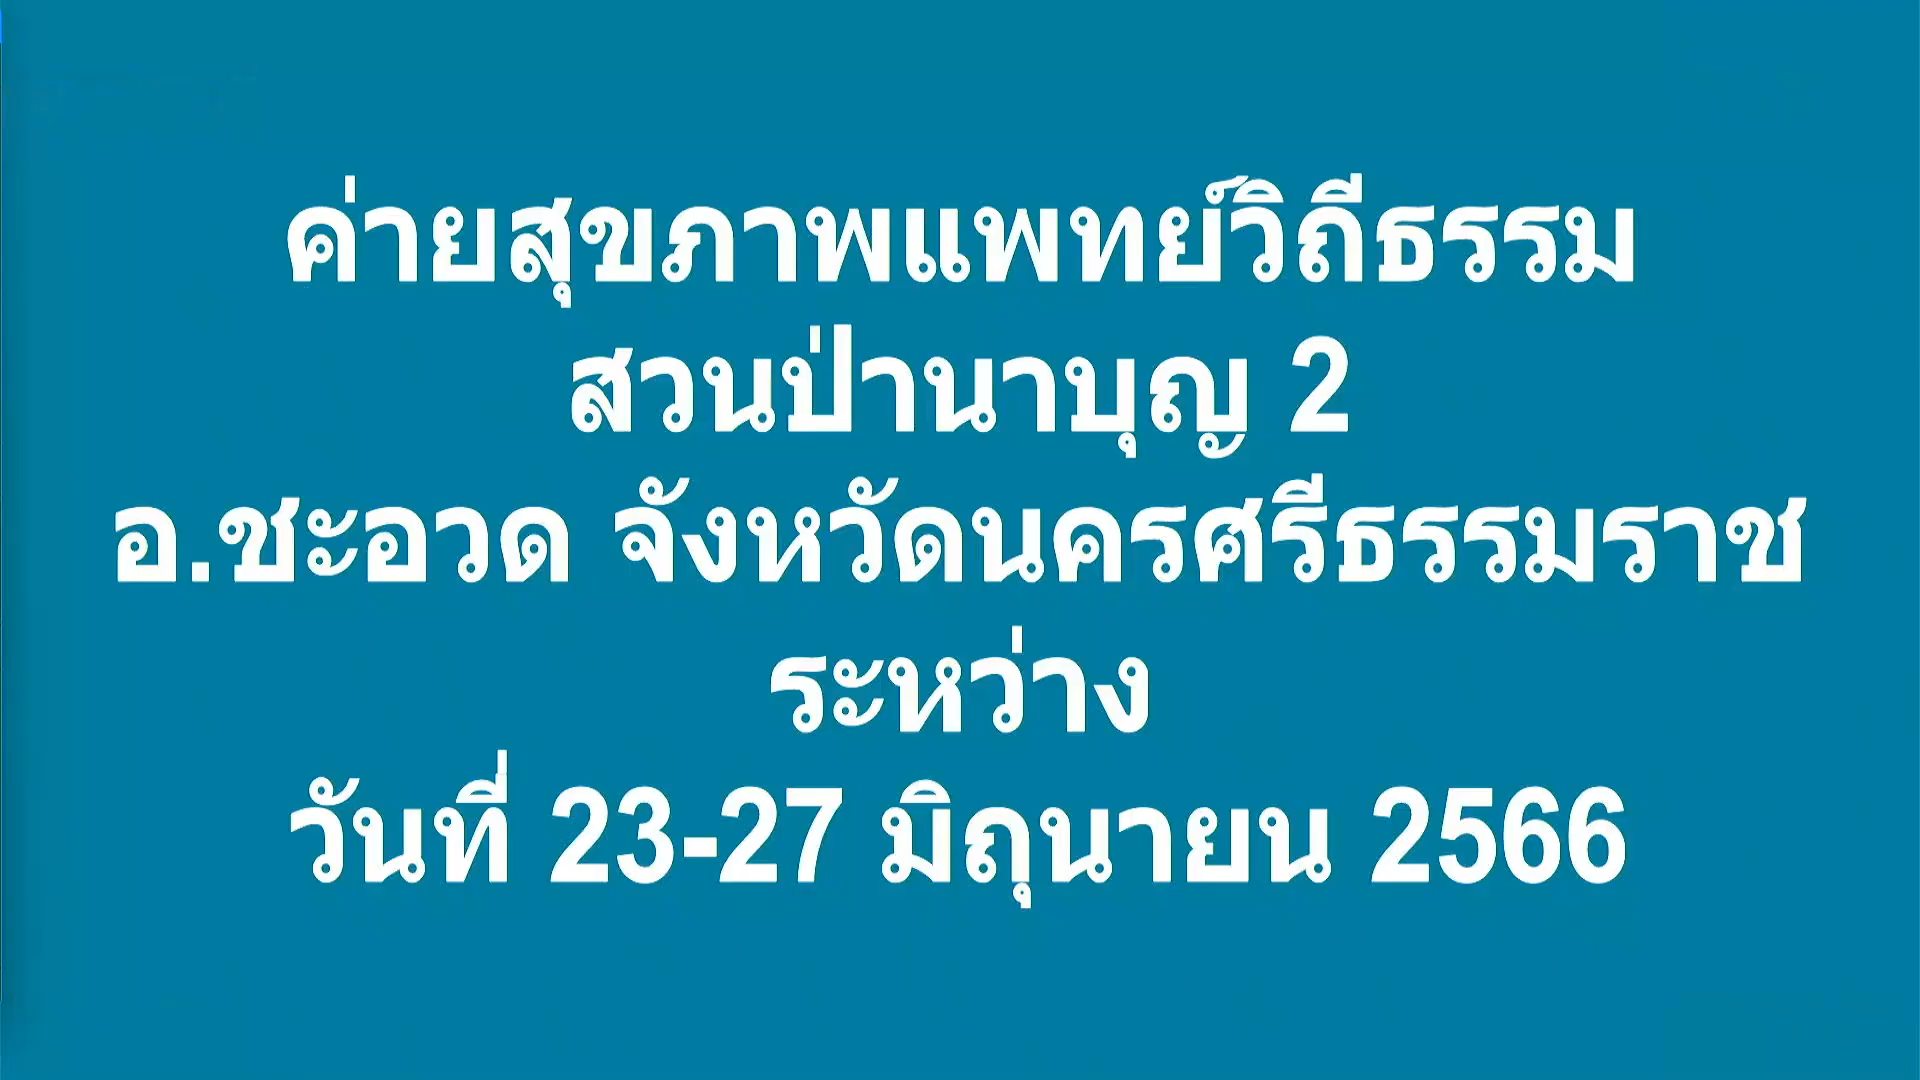 ค่ายสุขภาพแพทย์วิถีธรรม
สวนป่านาบุญ 2
อ.ชะอวด จังหวัดนครศรีธรรมราช
ระหว่าง
วันที่ 23-27 มิถุนายน 2566